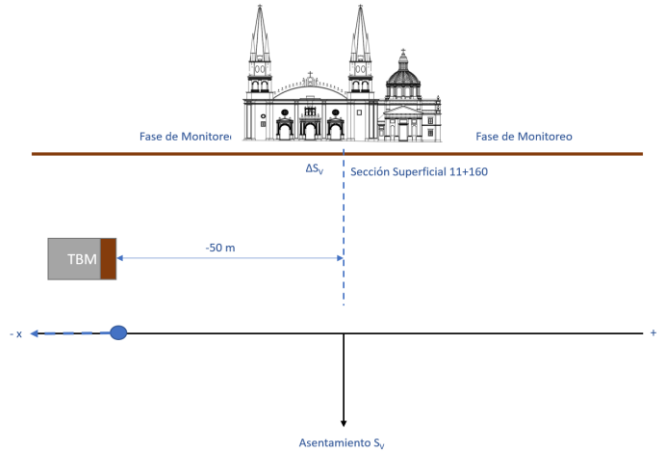 Fase de Monitoreo
Fase de Monitoreo
ΔSV
Sección Superficial 11+160
TBM
-50 m
- x
+
Asentamiento SV